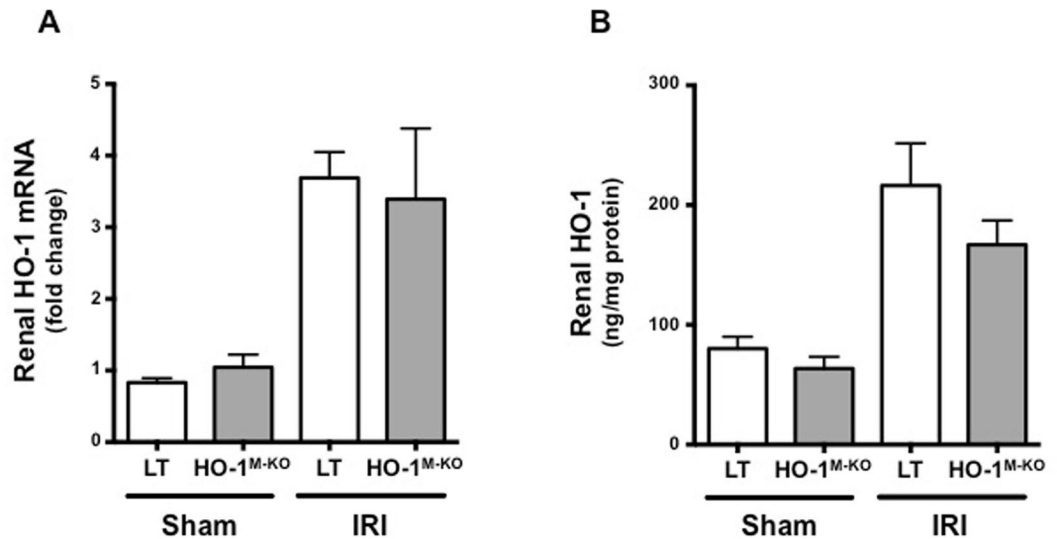 A
Renal HO-1 mRNA
(fold change)
5
4
3
2
1
0
LT HO-1M-KO LT HO-1M-KO
Sham IRI
B
Renal HO-1
(ng/mg protein)
300
200
100
0
LT HO-1M-KO LT HO-1M-KO
Sham IRI